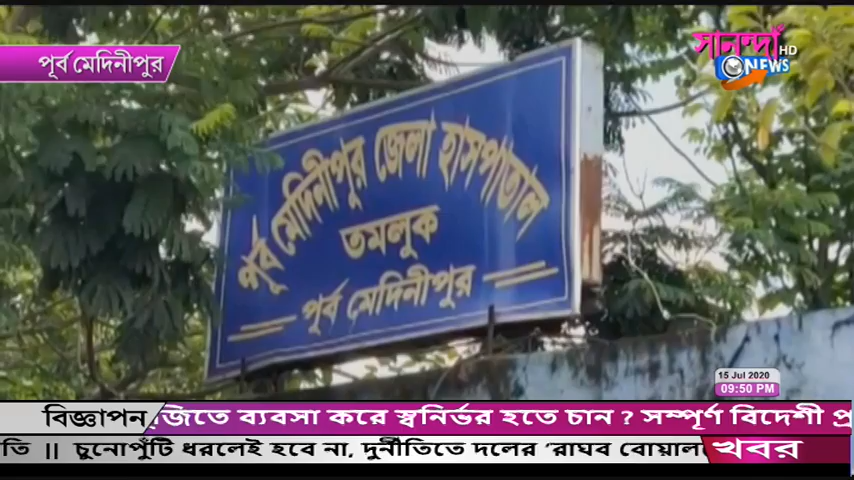 সানন্দা HD
NEWS
পূর্ব মেদিনীপুর
পূর্ব মেদিনীপুর জেলা হাসপাতাল
তমলুক
পূর্ব মেদিনীপুর
15 Jul 2020
09:50 PM
বিজ্ঞাপন জিতে ব্যবসা করে স্বনির্ভর হতে চান ? সম্পূর্ণ বিদেশী প্র
তি || চুনোপুঁটি ধরলেই হবে না, দুর্নীতিতে দলের 'রাঘব বোয়াল
খবর